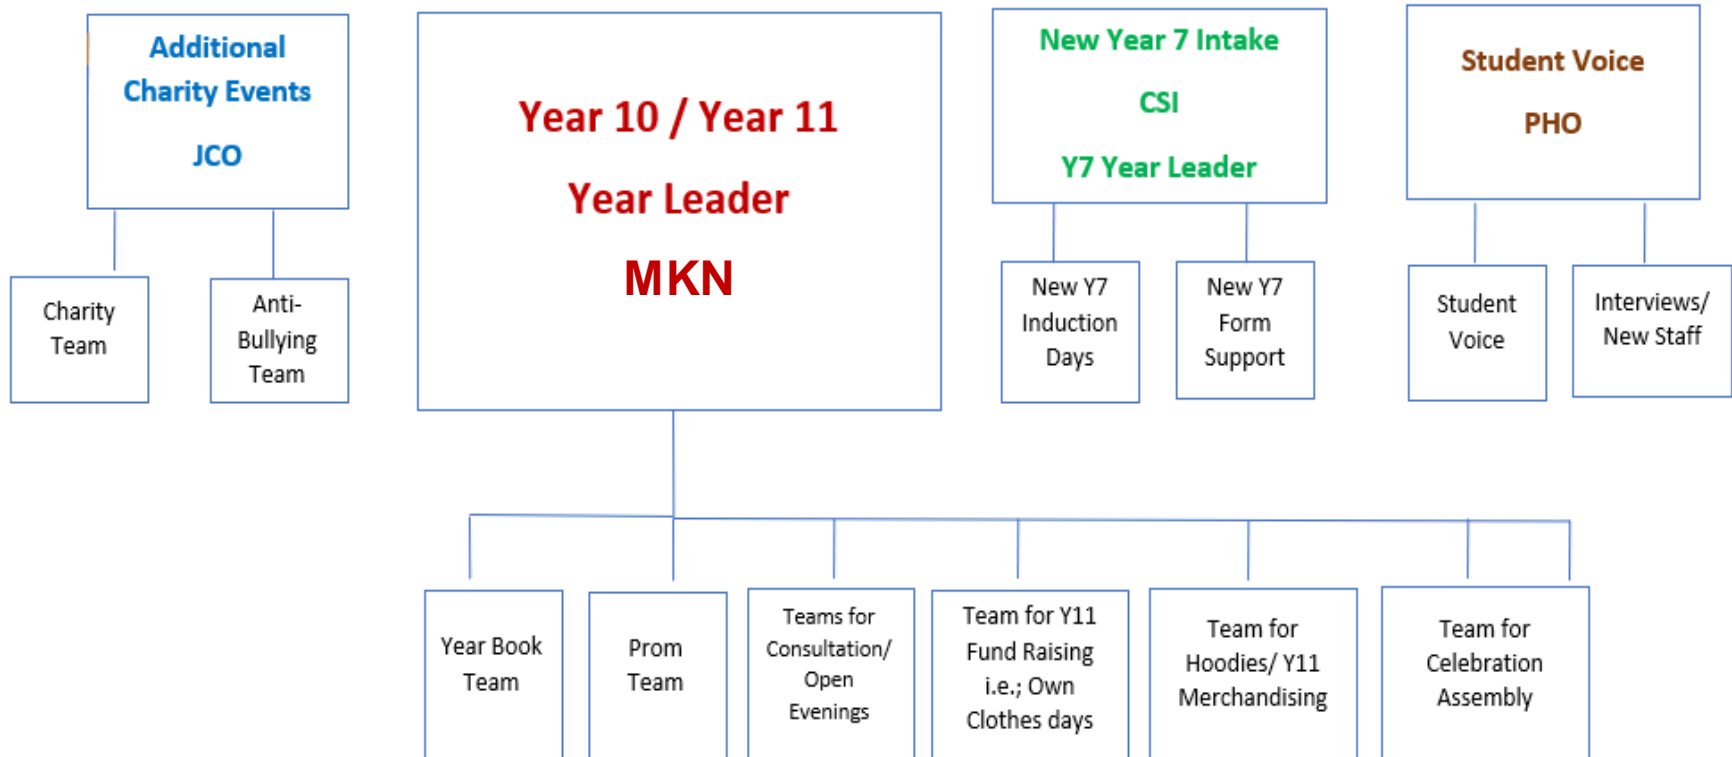 Additional
Charity Events
JCO
Charity
Team
Anti-
Bullying
Team
Year 10 / Year 11
Year Leader
MKN
New Year 7 Intake
CSI
Y7 Year Leader
New Y7
Induction
Days
New Y7
Form
Support
Student Voice
PHO
Student
Voice
Interviews/
New Staff
Year Book
Team
Prom
Team
Teams for
Consultation/
Open
Evenings
Team for Y11
Fund Raising
i.e.; Own
Clothes days
Team for
Hoodies/ Y11
Merchandising
Team for
Celebration
Assembly